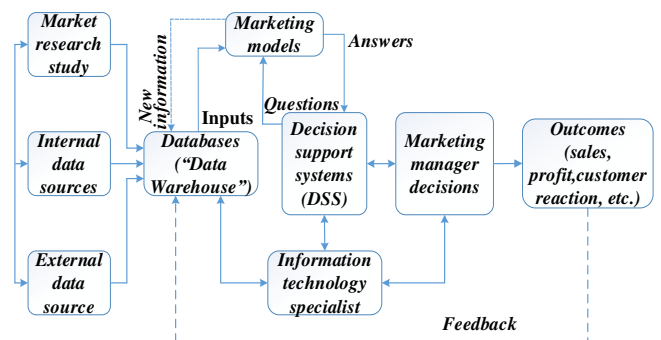 Market
research
study
Internal
data
sources
External
data
source
New
information
Inputs
Databases
(“Data
Warehouse”)
Marketing
models
Answers
Questions
Decision
support
systems
(DSS)
Information
technology
specialist
Marketing
manager
decisions
Outcomes
(sales,
profit,customer
reaction, etc.)
Feedback